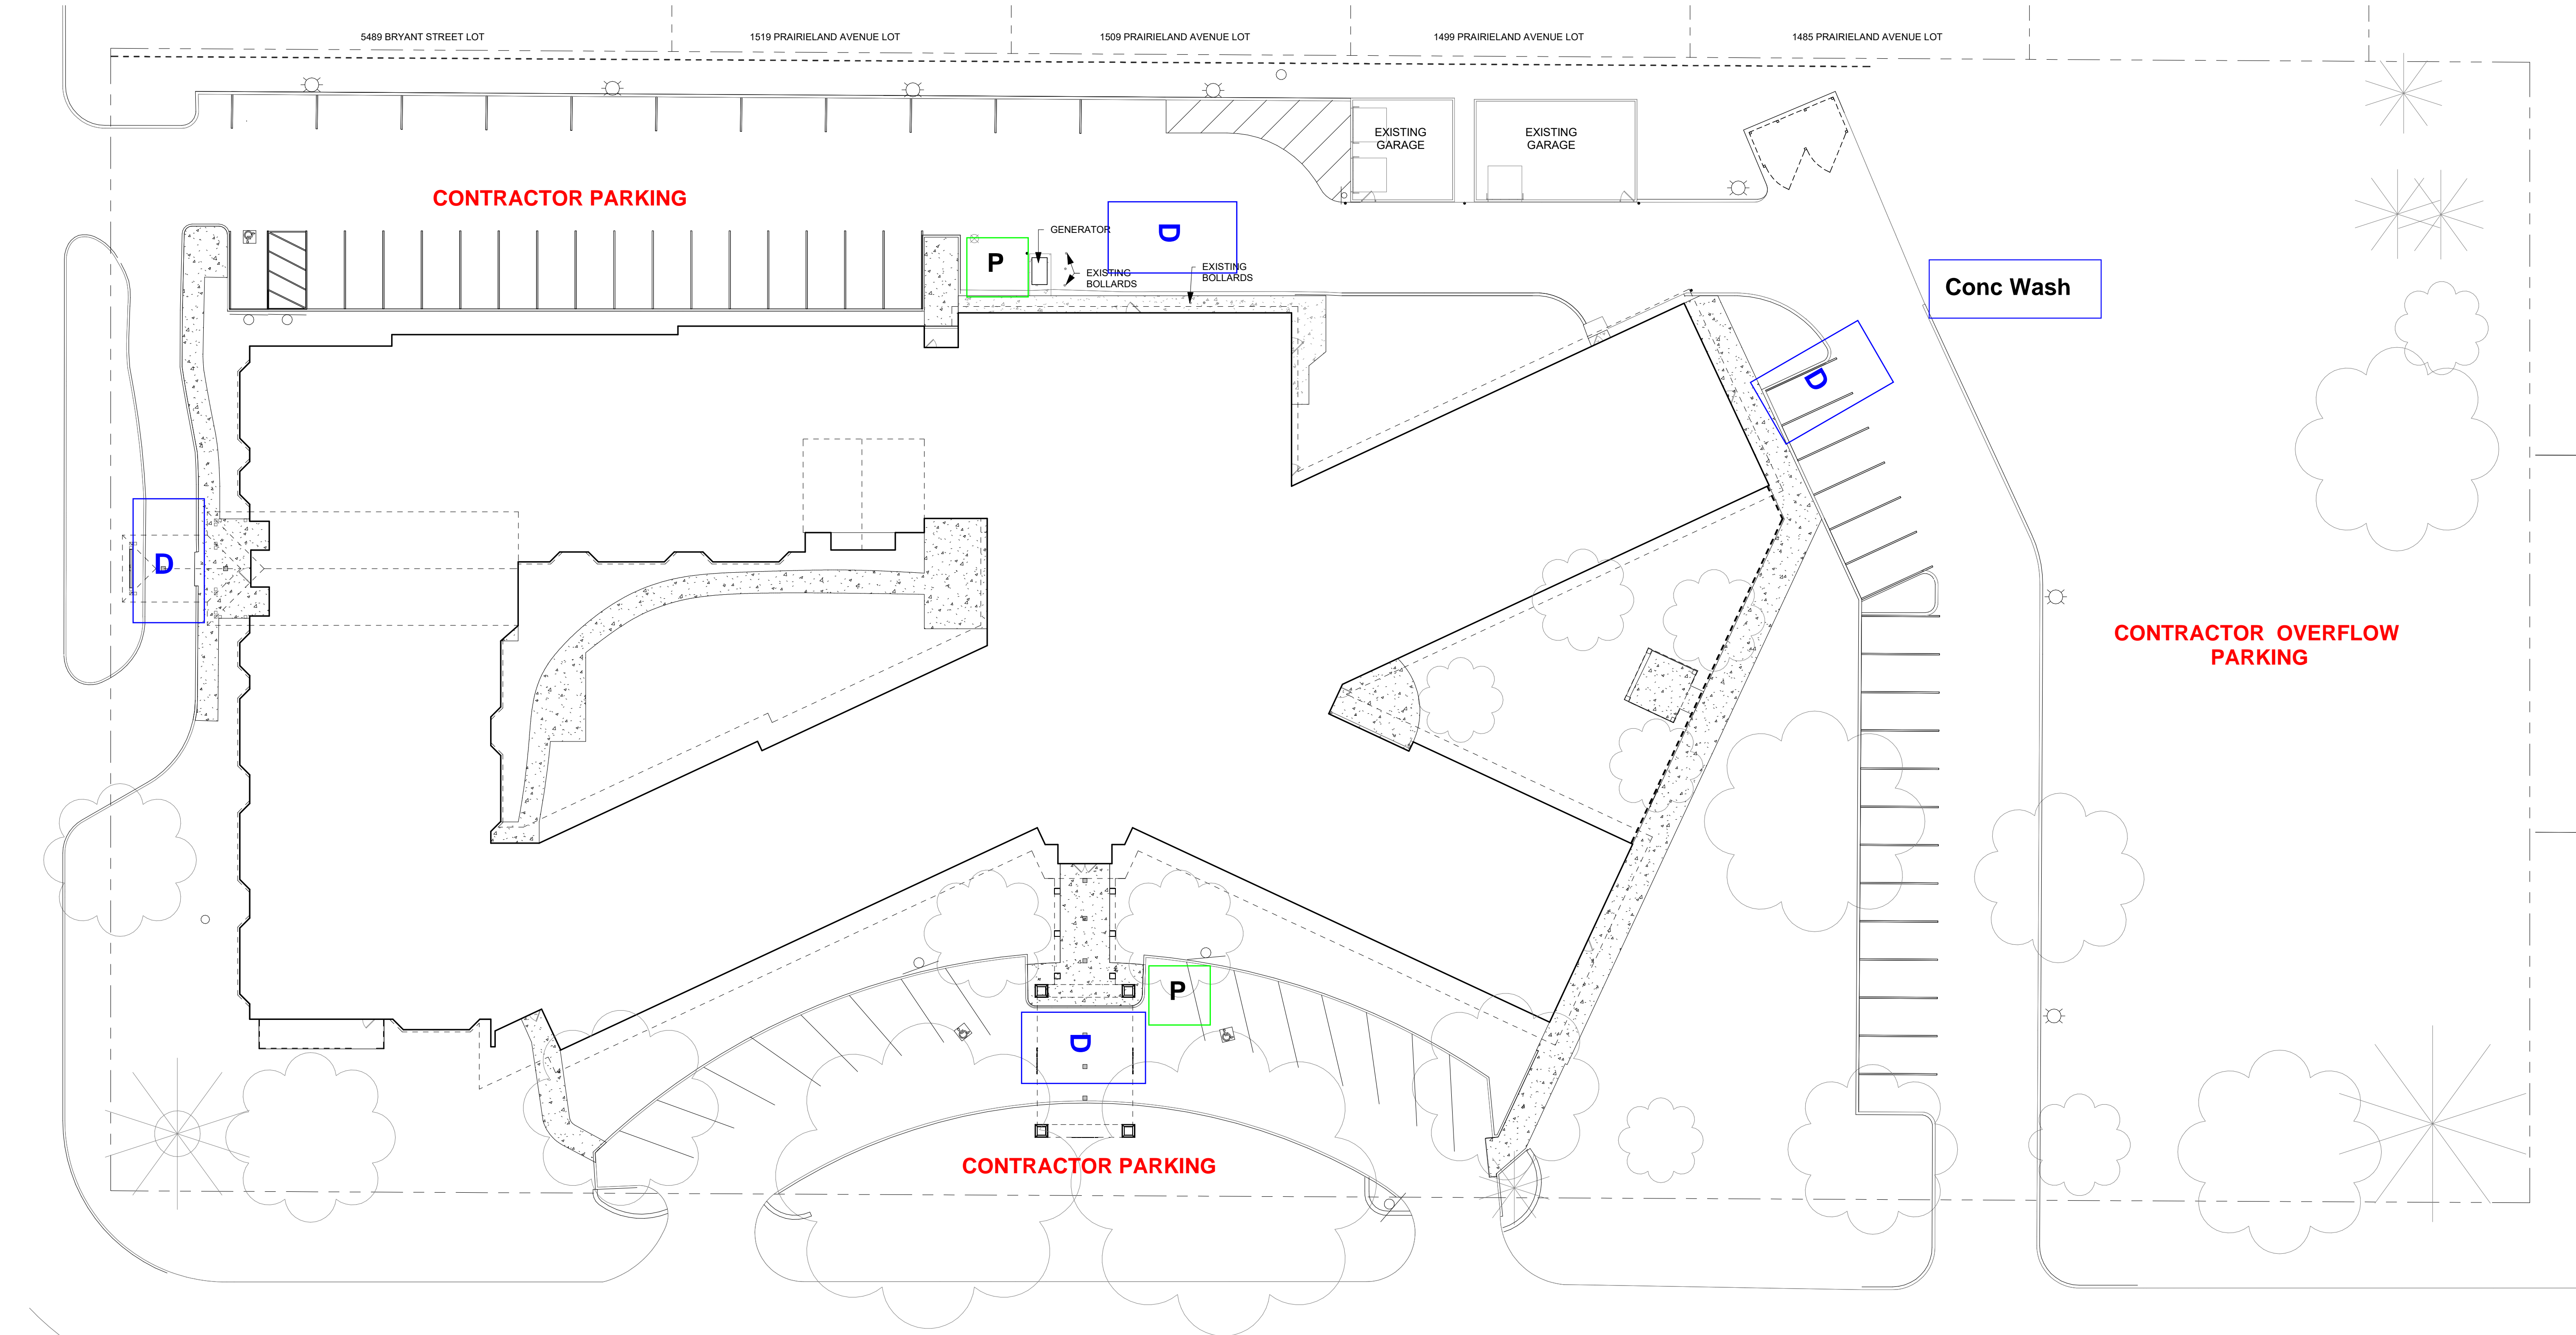 5489 BRYANT STREET LOT
1519 PRAIRIELAND AVENUE LOT
1509 PRAIRIELAND AVENUE LOT
1499 PRAIRIELAND AVENUE LOT
1485 PRAIRIELAND AVENUE LOT
EXISTING
GARAGE
EXISTING
GARAGE
CONTRACTOR PARKING
GENERATOR
D
P
EXISTING
BOLLARDS
EXISTING
BOLLARDS
Conc Wash
D
D
CONTRACTOR OVERFLOW
PARKING
P
D
CONTRACTOR PARKING